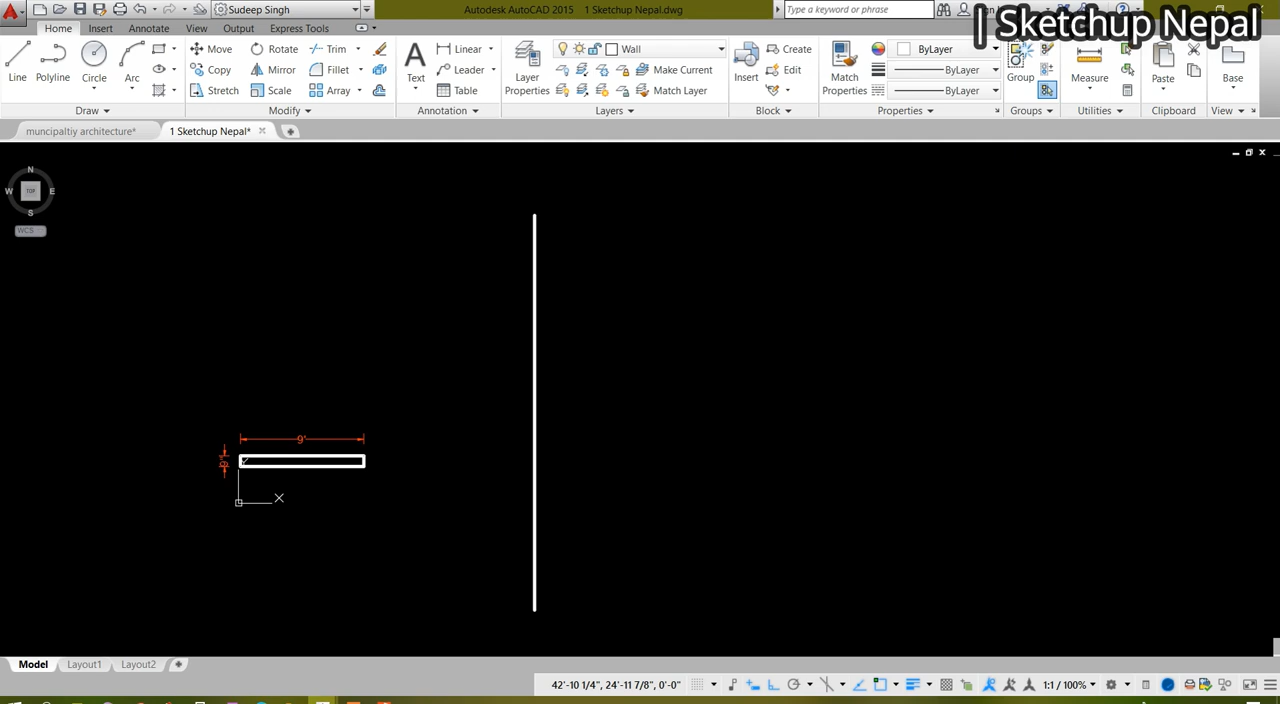 Sudeep Singh
Autodesk AutoCAD 2015 1 Sketchup Nepal.dwg
Type a keyword or phrase
| Sketchup Nepal
Home Insert Annotate View Output Express Tools
Line Polyline Circle Arc
Move Rotate Trim
Copy Mirror Fillet
Stretch Scale Array
Text
Linear
Leader
Table
Layer Properties
Wall
Make Current
Match Layer
Insert
Create
Edit
Match Properties
ByLayer
ByLayer
ByLayer
Group
Measure
Paste
Base
Draw Modify Annotation Layers Block Properties Groups Utilities Clipboard View
muncipaltiy architecture* 1 Sketchup Nepal*
N
W TOP E
S
WCS
9'
9"
Model Layout1 Layout2
42'-10 1/4", 24'-11 7/8", 0'-0" 1:1 / 100%